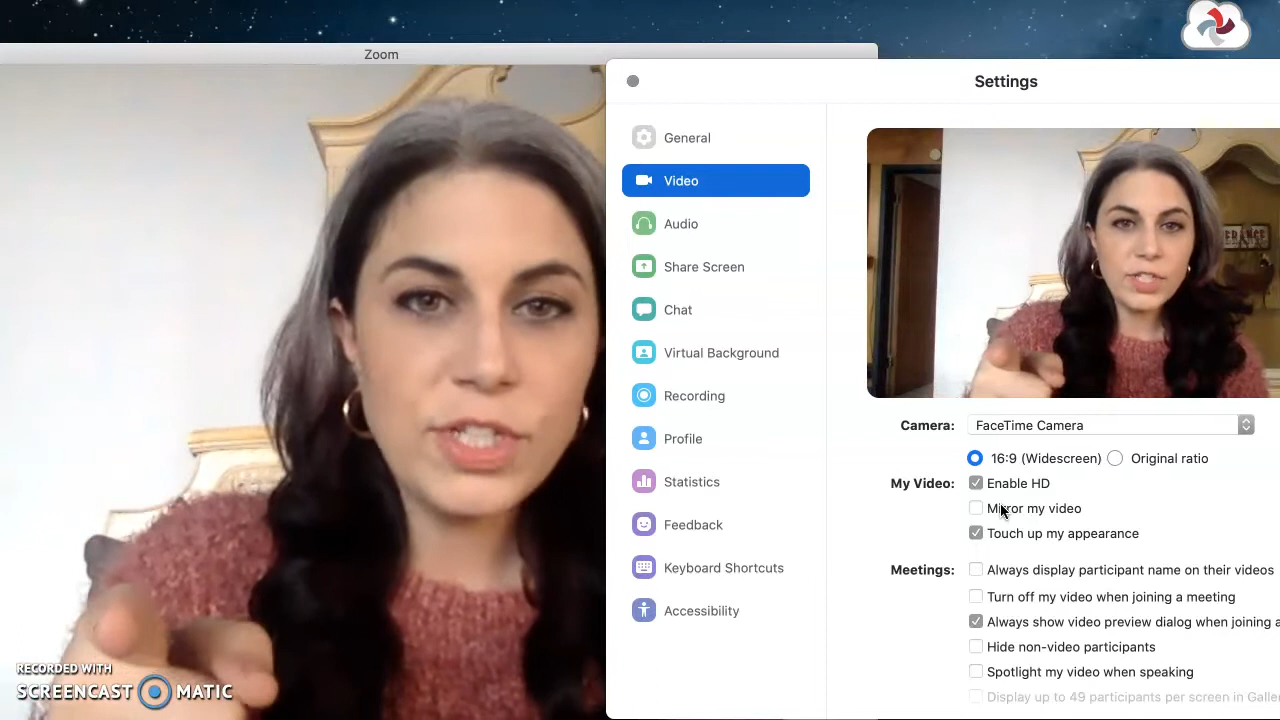 Zoom
Settings
General
Video
Audio
Share Screen
Chat
Virtual Background
Recording
Profile
Statistics
Feedback
Keyboard Shortcuts
Accessibility
Camera: FaceTime Camera
16:9 (Widescreen) Original ratio
My Video: Enable HD
Mirror my video
Touch up my appearance
Meetings: Always display participant name on their videos
Turn off my video when joining a meeting
Always show video preview dialog when joining a
Hide non-video participants
Spotlight my video when speaking
Display up to 49 participants per screen in Galle
RECORDED WITH
SCREENCAST MATIC